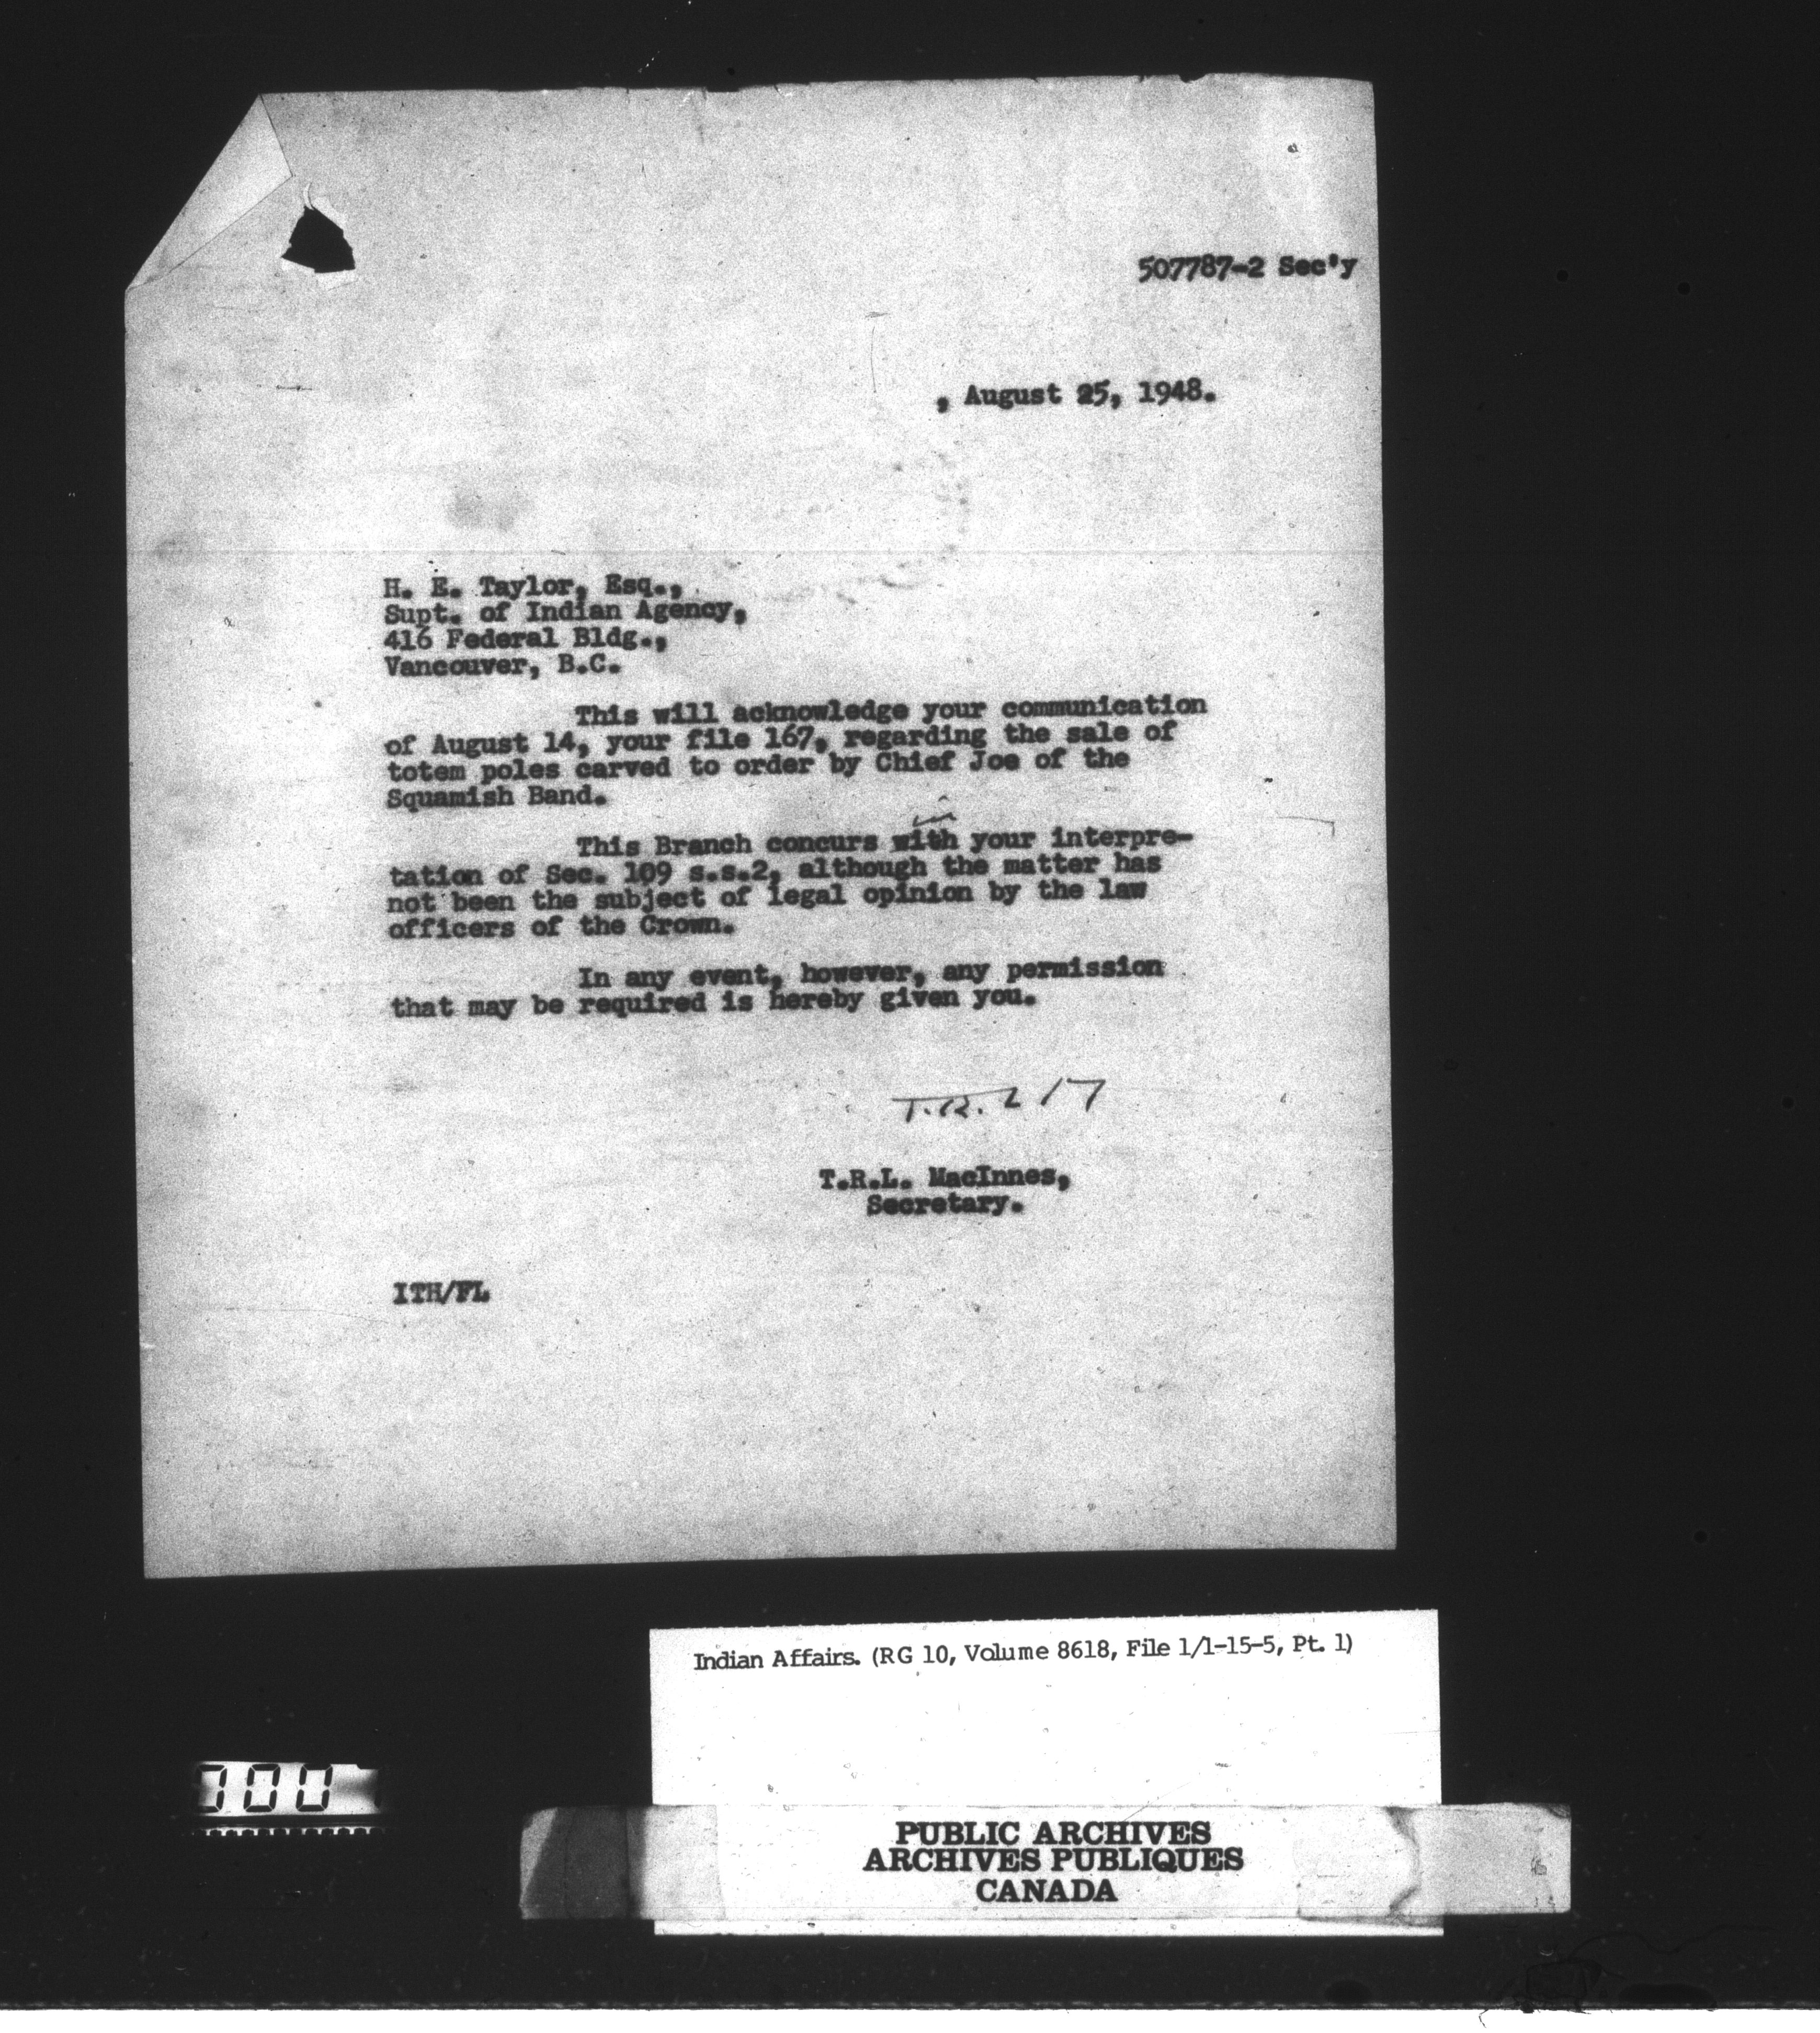 507787-2 Sec'y
, August 25, 1948.
H. E. Taylor, Esq.,
Supt. of Indian Agency,
416 Federal Bldg.,
Vancouver, B.C.
This will acknowledge your communication
of August 14, your file 167, regarding the sale of
totem poles carved to order by Chief Joe of the
Squamish Band.
in
This Branch concurs with your interpre-
tation of Sec. 109 s.s.2, although the matter has
not been the subject of legal opinion by the law
officers of the Crown.
In any event, however, any permission
that may be required is hereby given you.
T.R.L
T.R.L. MacInnes,
Secretary.
ITH/FL
Indian Affairs. (RG 10, Volume 8618, File 1/1-15-5, Pt. 1)
PUBLIC ARCHIVES
ARCHIVES PUBLIQUES
CANADA